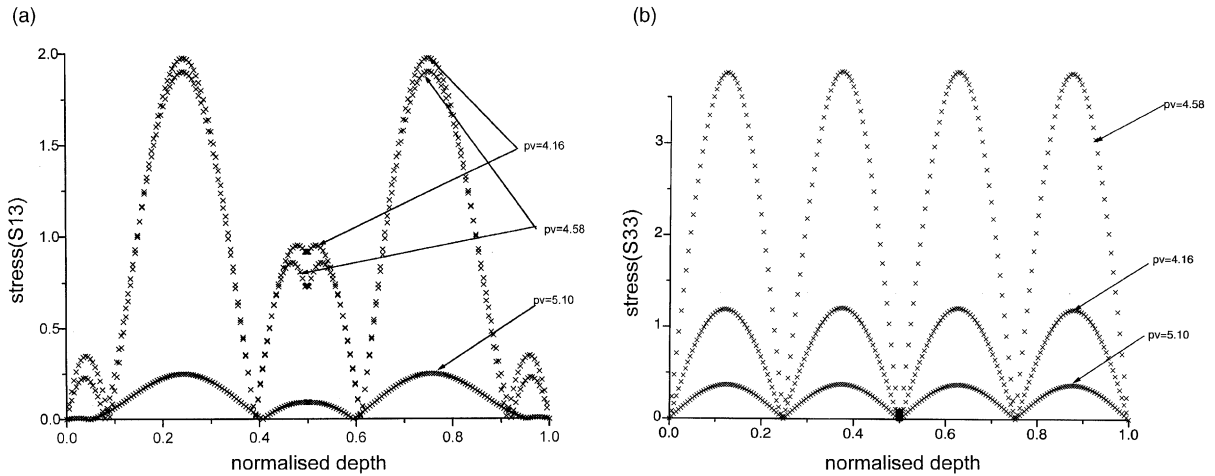 (a)
2.0
1.5
1.0
0.5
0.0
stress(S13)
0.0
0.2
0.4
0.6
0.8
1.0
normalised depth
pv=4.16
pv=4.58
pv=5.10
(b)
3
2
1
0
stress(S33)
0.0
0.2
0.4
0.6
0.8
1.0
normalised depth
pv=4.58
pv=4.16
pv=5.10